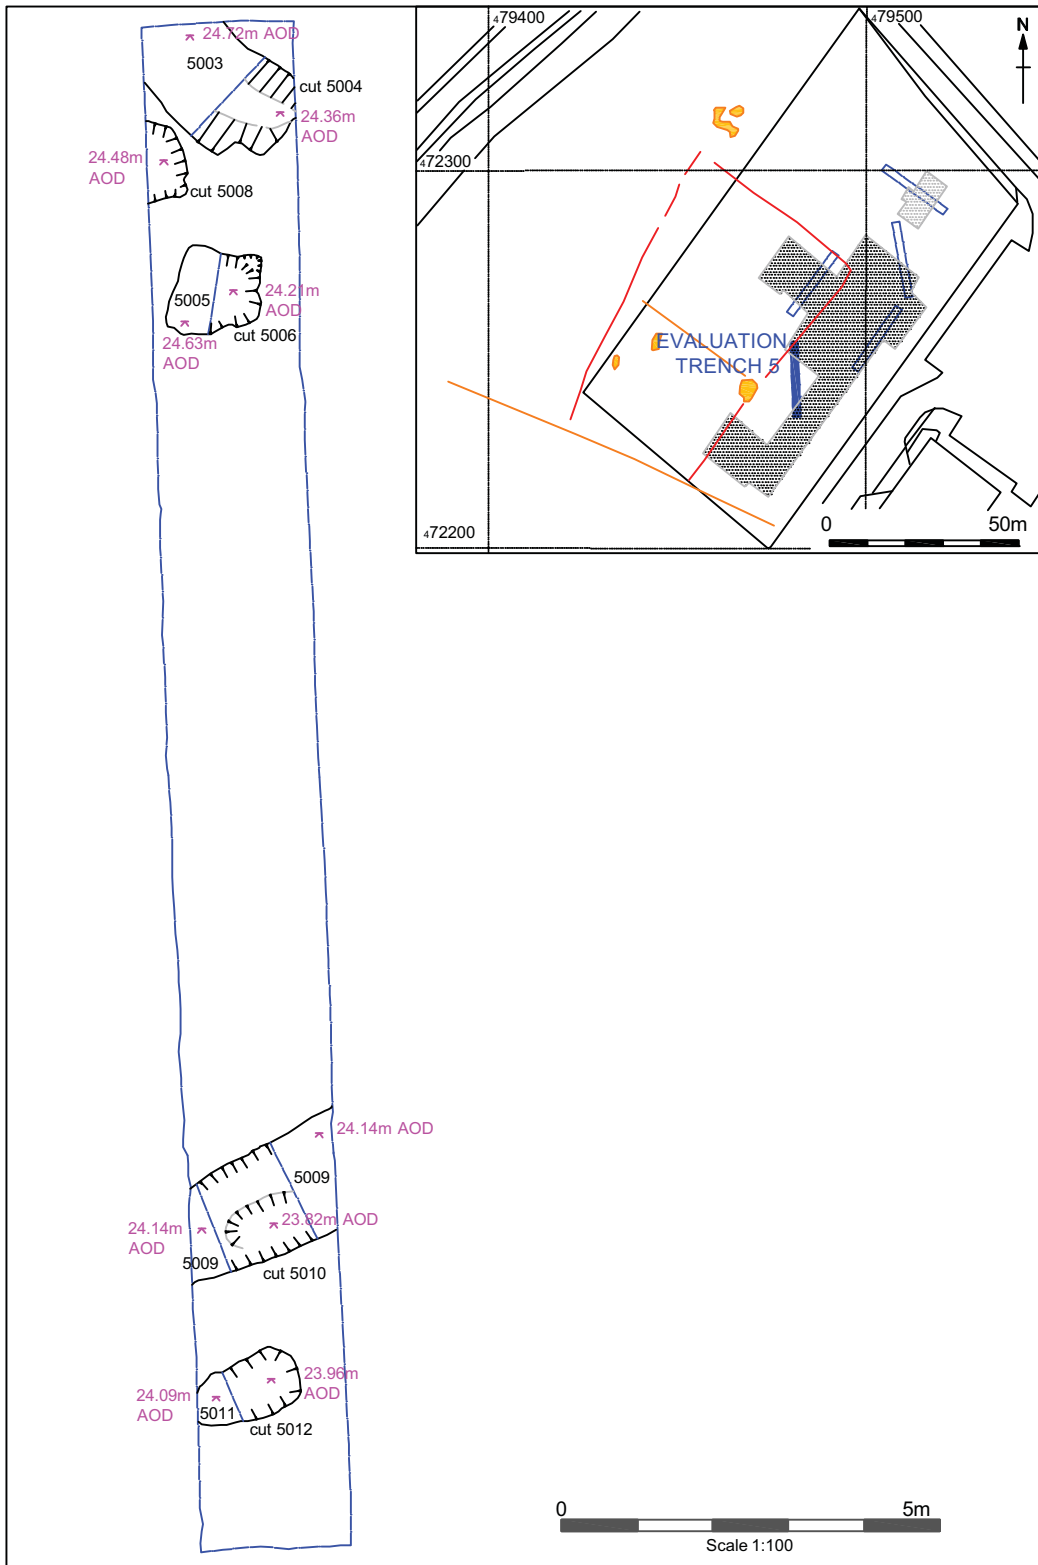 24.72m AOD
5003
cut 5004
24.36m
AOD
24.48m
AOD
cut 5008
5005
24.21m
AOD
cut 5006
24.63m
AOD
479400
479500
N
472300
EVALUATION
TRENCH 5
472200
0 50m
24.14m AOD
5009
23.82m AOD
24.14m
AOD
5009
cut 5010
23.96m
AOD
24.09m
AOD
5011
cut 5012
0 5m
Scale 1:100